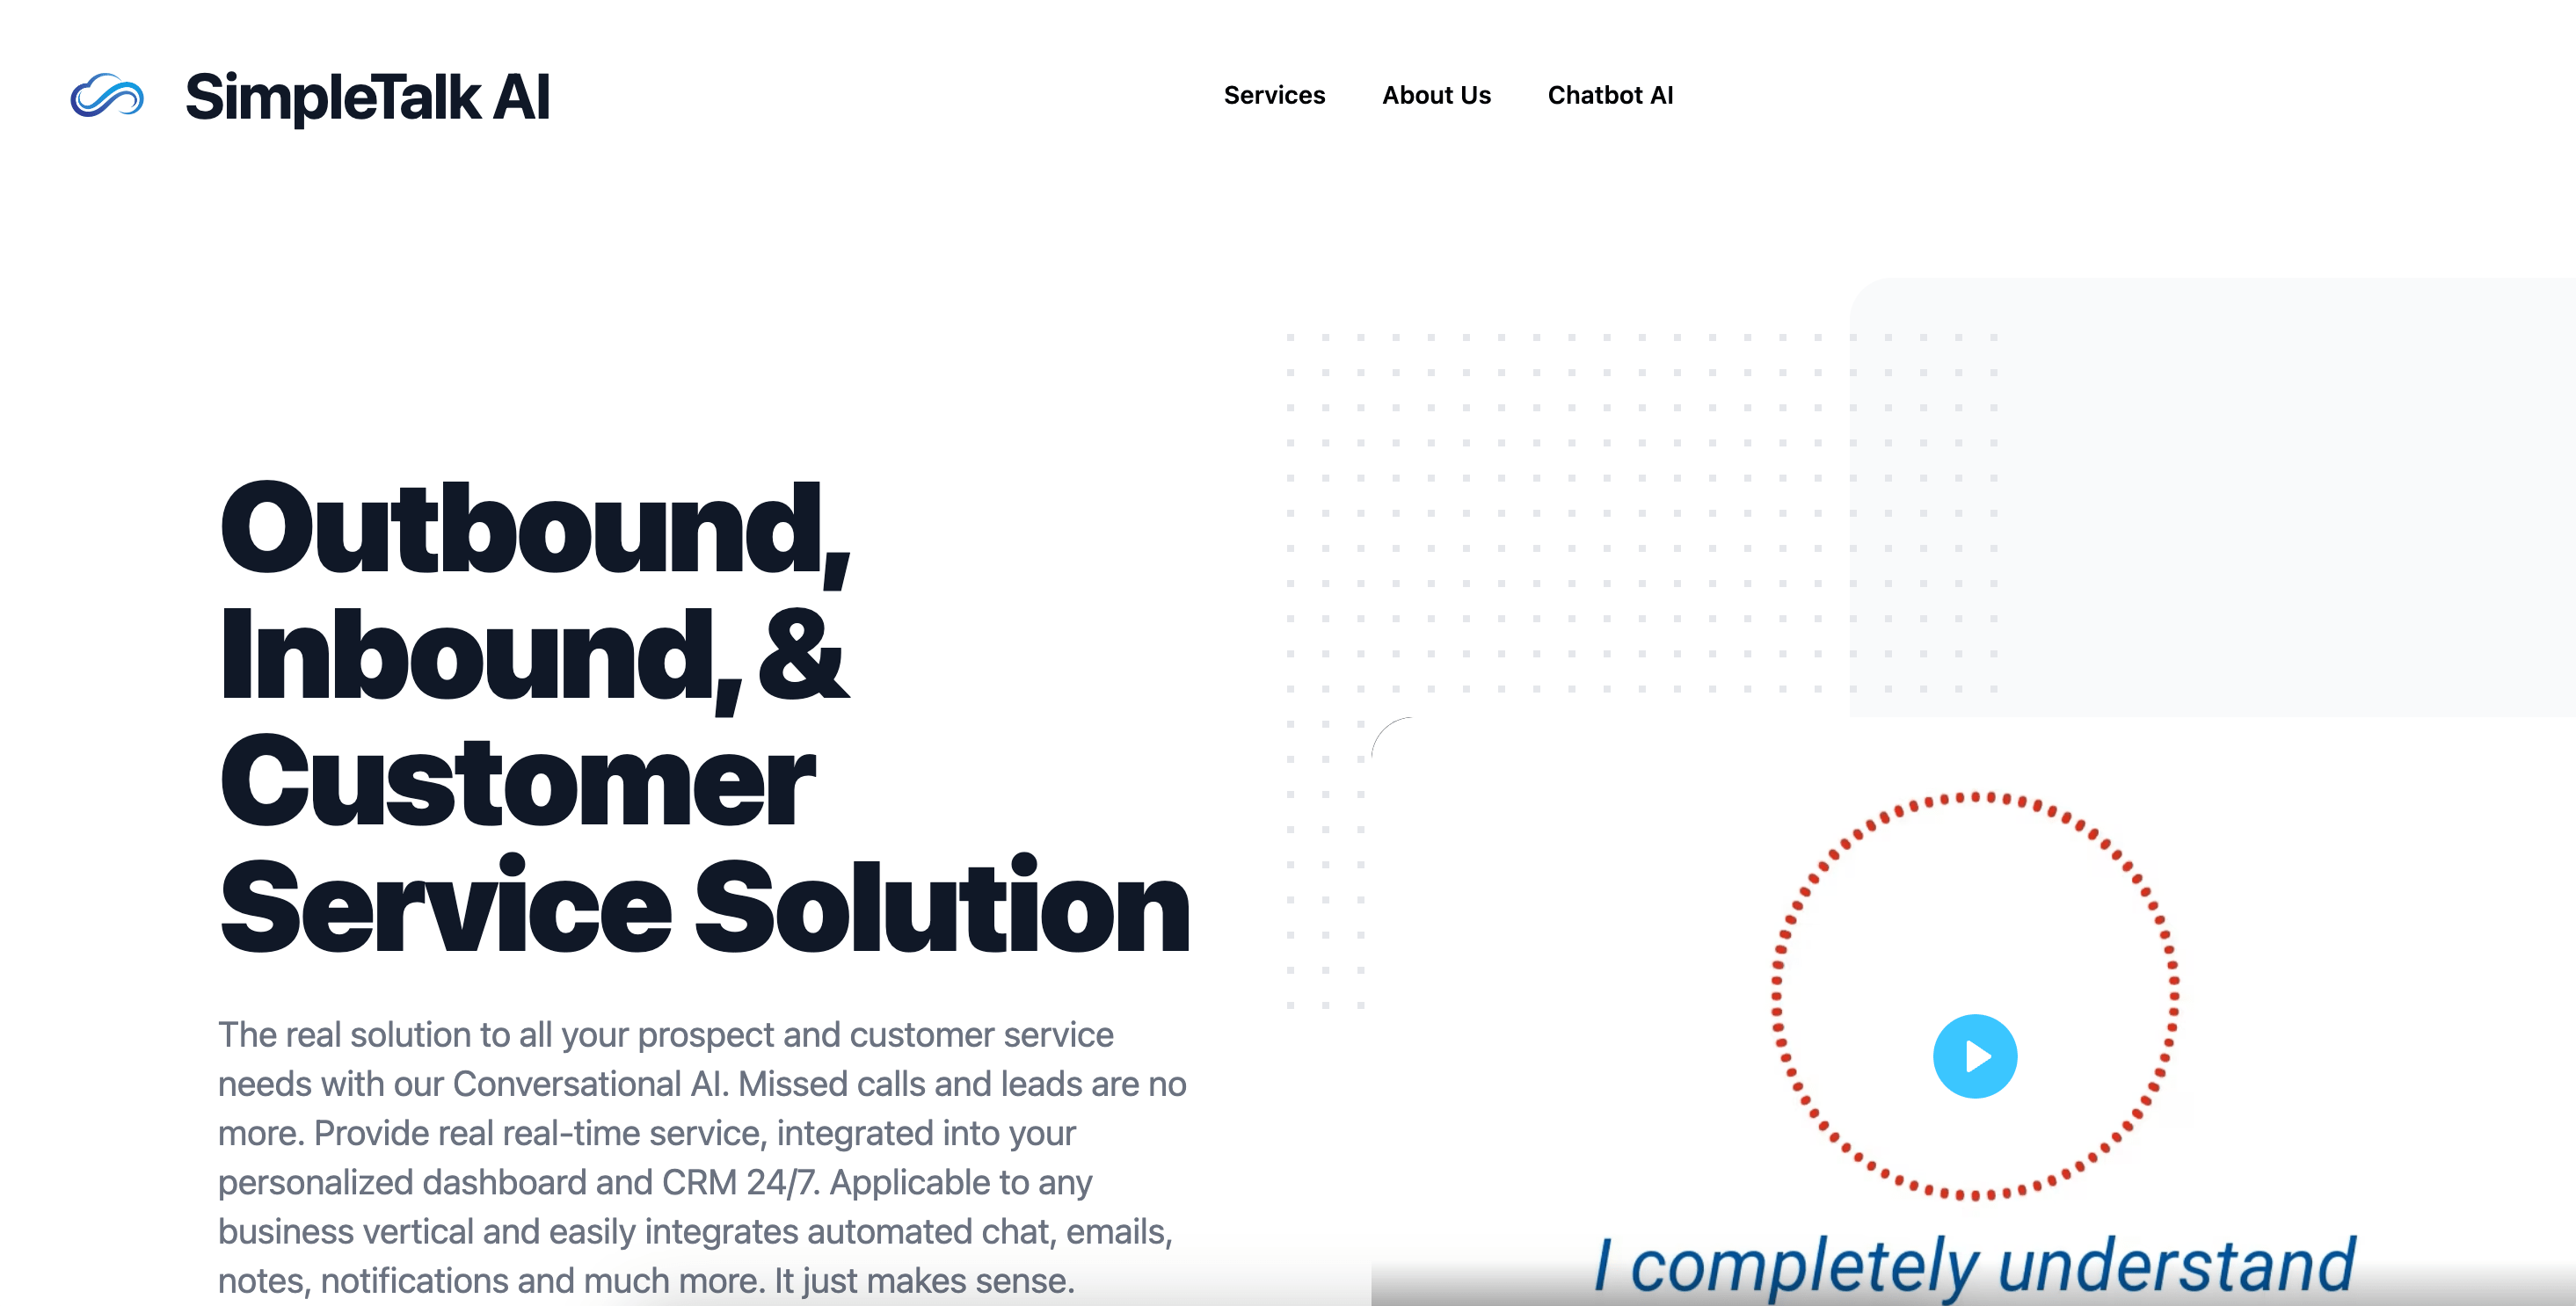 SimpleTalk AI
Services
About Us
Chatbot AI
Outbound,
Inbound, &
Customer
Service Solution
The real solution to all your prospect and customer service
needs with our Conversational AI. Missed calls and leads are no
more. Provide real real-time service, integrated into your
personalized dashboard and CRM 24/7. Applicable to any
business vertical and easily integrates automated chat, emails,
notes, notifications and much more. It just makes sense.
I completely understand